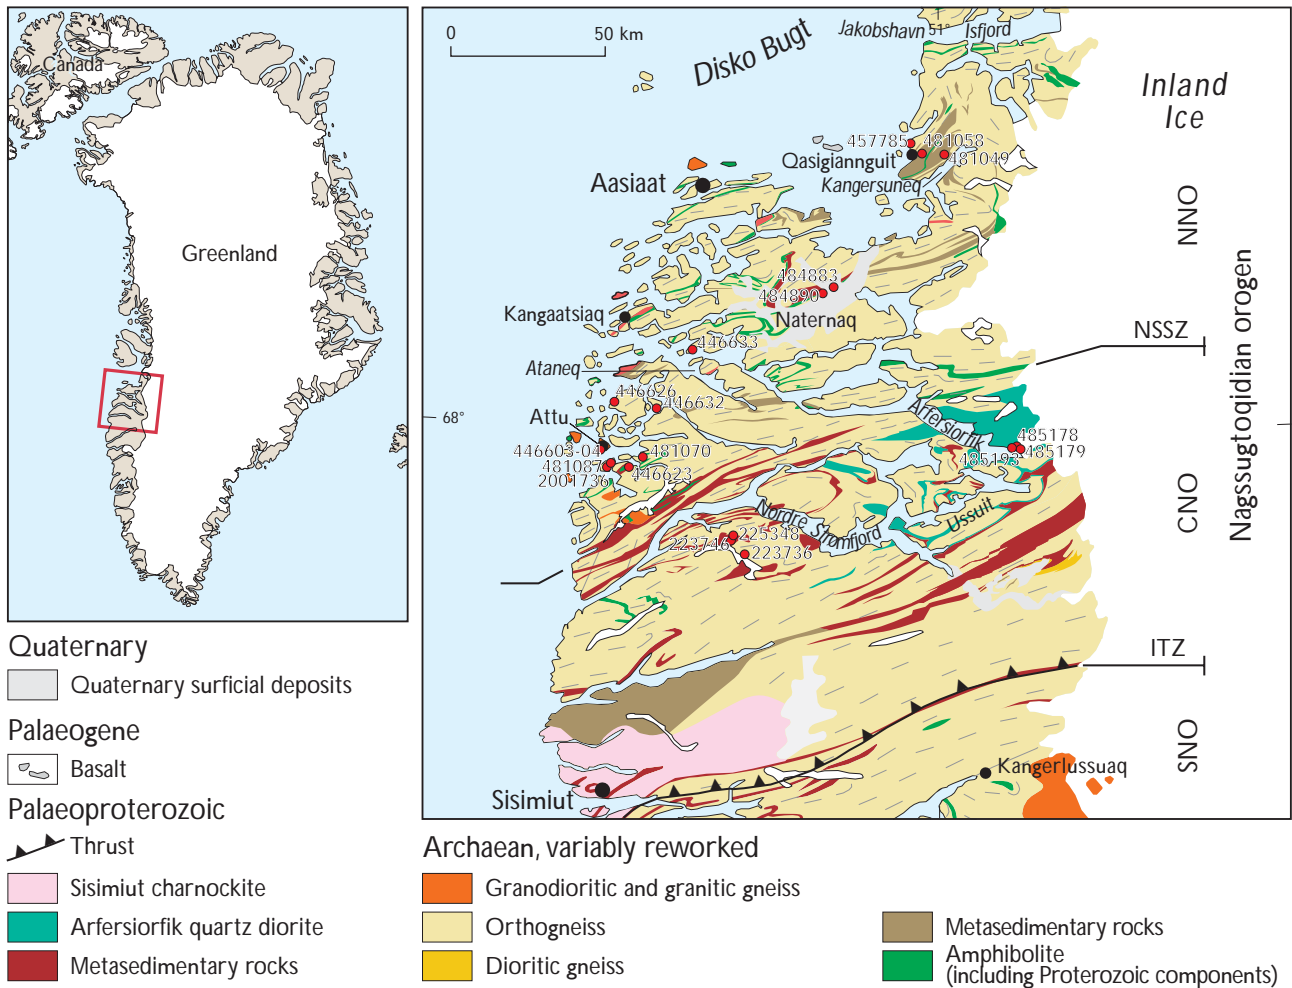 Canada
Greenland
0 50 km
Disko Bugt
Jakobshavn 51° Isfjord
Inland
Ice
457785 481058
Qasigiannguit 481049
Kangersuneq
Aasiaat
NNO
484883
484890
Naternaq
Kangaatsiaq
NSSZ
446633
Ataneq
446626
446632
68°
Attu
Arfersiorfik
485178
446603-04 481070 485193 485179
481087 446623
2001736
Nagssugtoqidian orogen
CNO
Nordre Strømfjord
Ussuit
225348
223746
223736
ITZ
SNO
Kangerlussuaq
Sisimiut
Quaternary
Quaternary surficial deposits
Palaeogene
Basalt
Palaeoproterozoic
Thrust
Sisimiut charnockite
Arfersiorfik quartz diorite
Metasedimentary rocks
Archaean, variably reworked
Granodioritic and granitic gneiss
Orthogneiss
Dioritic gneiss
Metasedimentary rocks
Amphibolite
(including Proterozoic components)